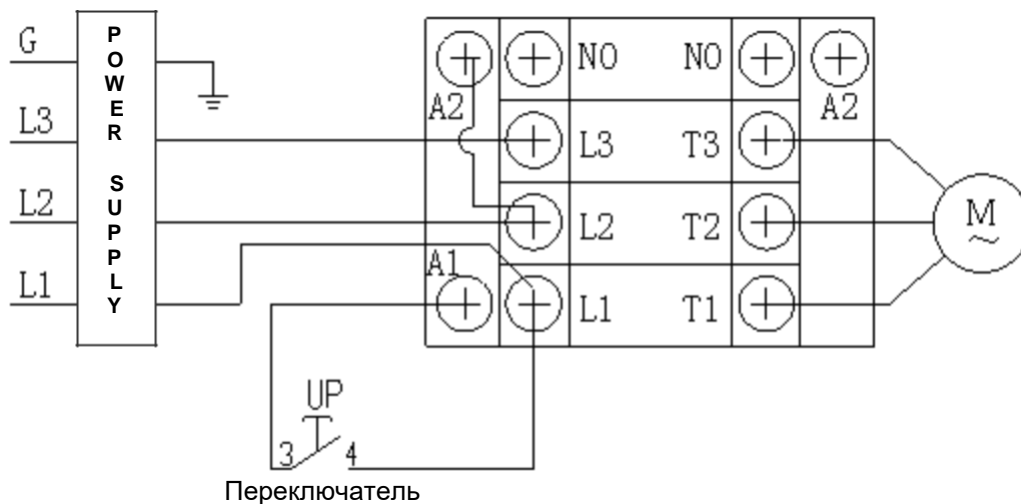 G
L3
L2
L1
POWER SUPPLY
A2
NO NO
A2
L3 T3
L2 T2
A1
L1 T1
M
~
UP
3 4
Переключатель